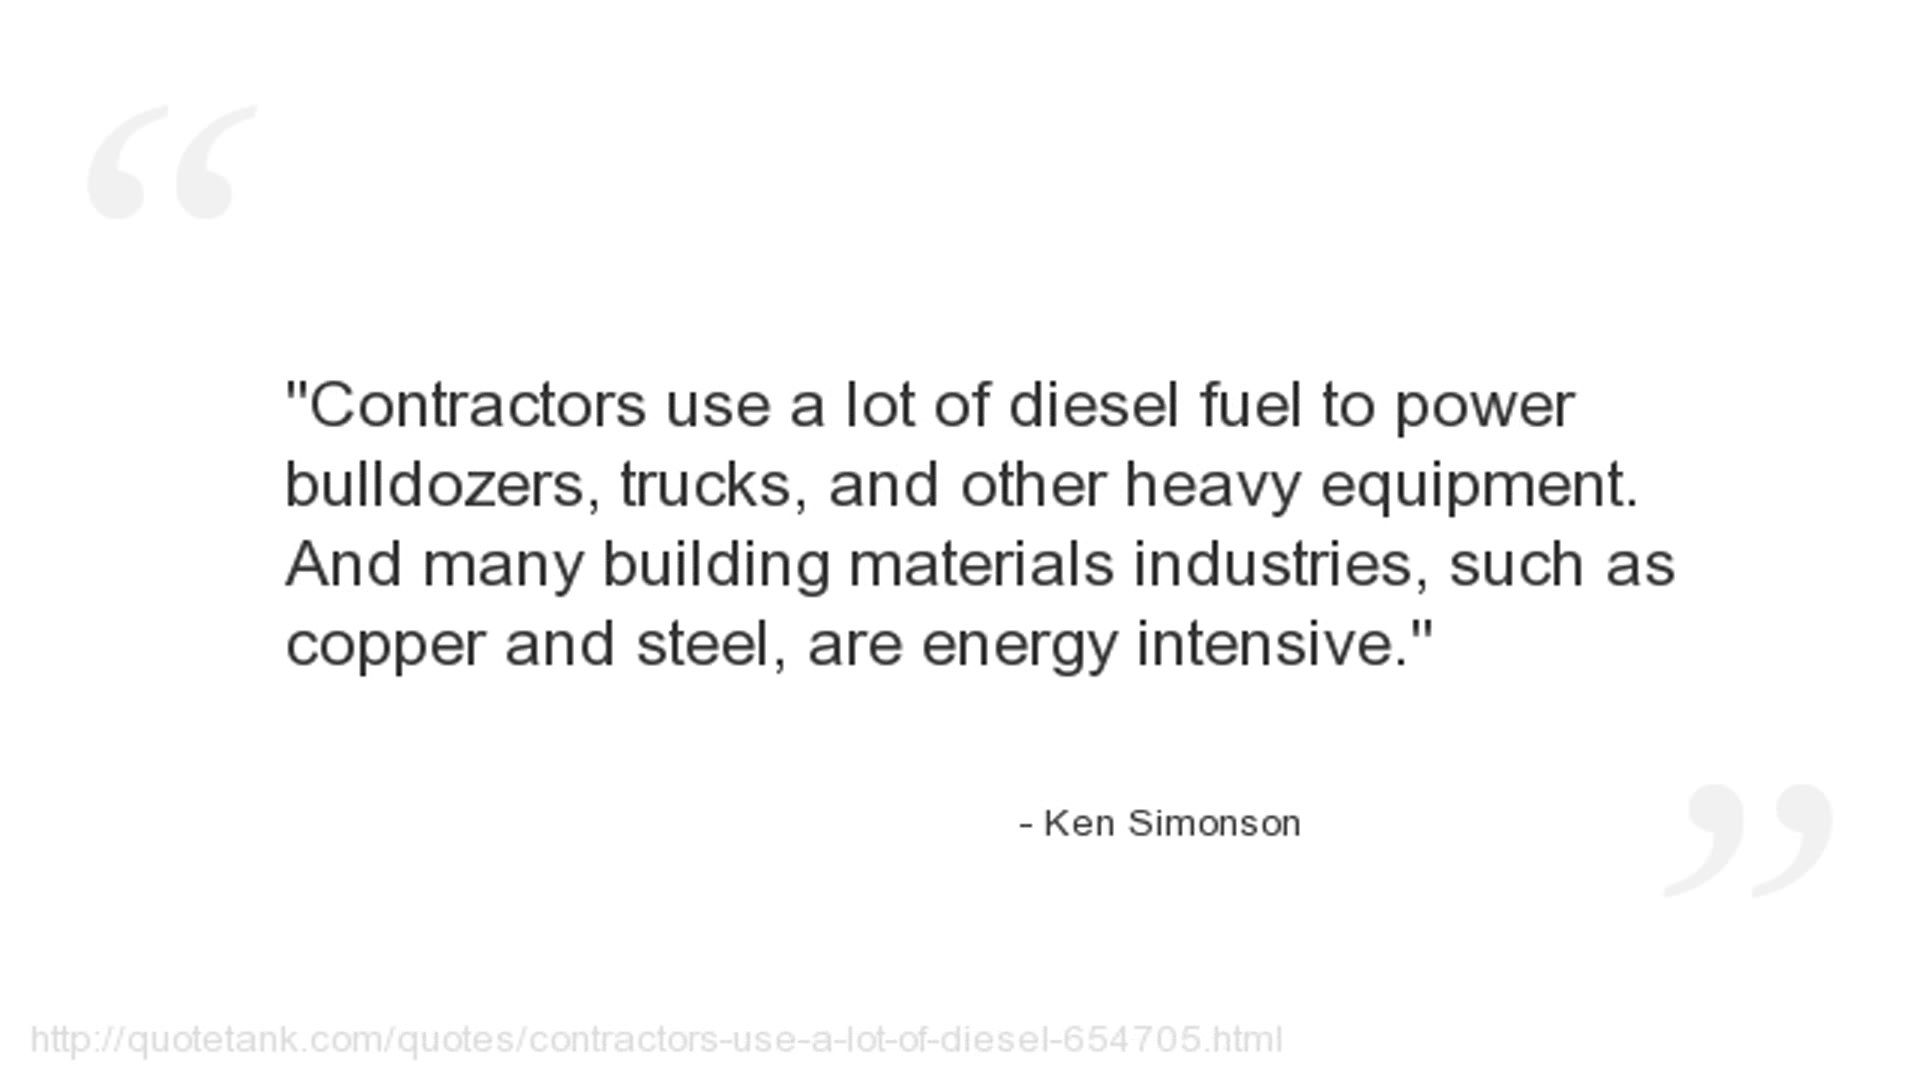 "Contractors use a lot of diesel fuel to power
bulldozers, trucks, and other heavy equipment.
And many building materials industries, such as
copper and steel, are energy intensive."
- Ken Simonson
http://quotetank.com/quotes/contractors-use-a-lot-of-diesel-654705.html